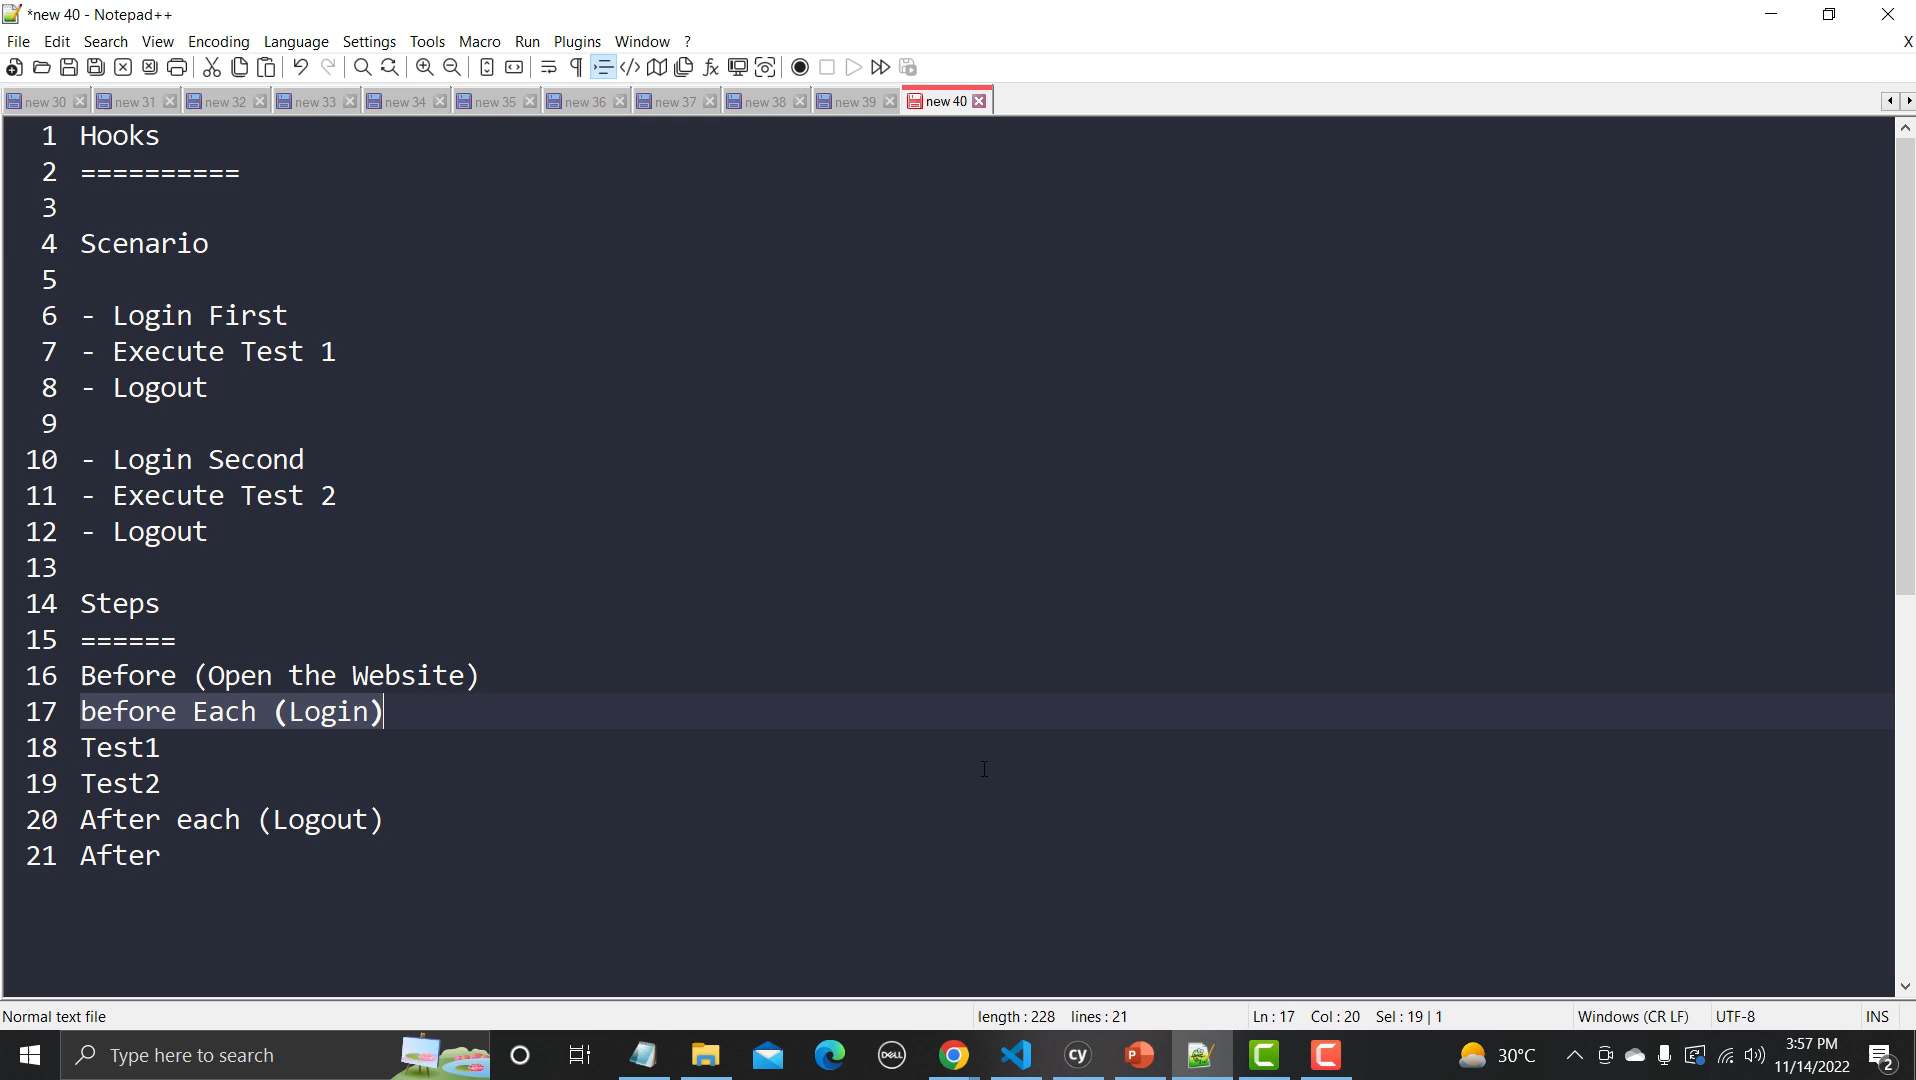 *new 40 - Notepad++
File Edit Search View Encoding Language Settings Tools Macro Run Plugins Window ? X
new 30 new 31 new 32 new 33 new 34 new 35 new 36 new 37 new 38 new 39 new 40
1 Hooks
2 ==========
3
4 Scenario
5
6 - Login First
7 - Execute Test 1
8 - Logout
9
10 - Login Second
11 - Execute Test 2
12 - Logout
13
14 Steps
15 ======
16 Before (Open the Website)
17 before Each (Login)
18 Test1
19 Test2
20 After each (Logout)
21 After
Normal text file length : 228 lines : 21 Ln : 17 Col : 20 Sel : 19 | 1 Windows (CR LF) UTF-8 INS
Type here to search DELL cy P 30°C 3:57 PM
11/14/2022 2